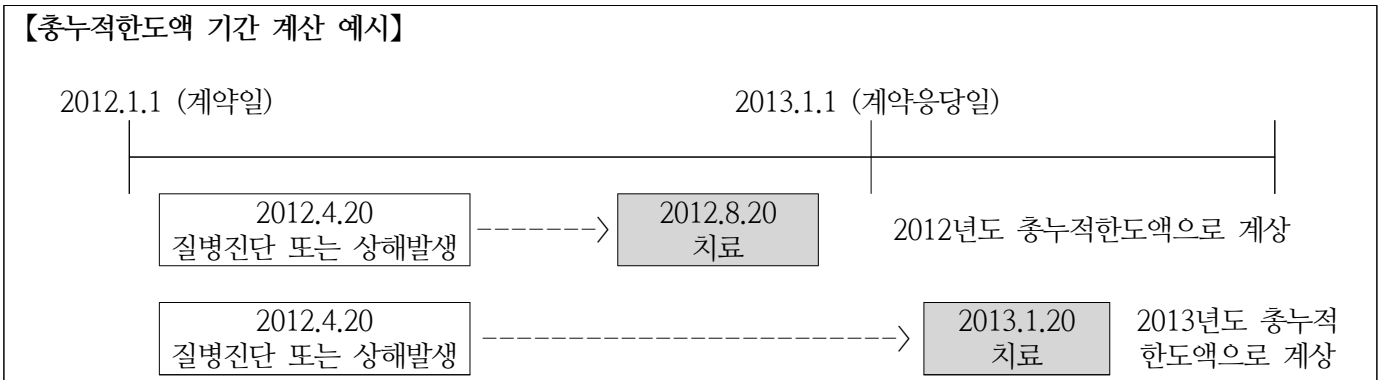 【총누적한도액 기간 계산 예시】
2012.1.1 (계약일) 2013.1.1 (계약응당일)
2012.4.20
질병진단 또는 상해발생
2012.8.20
치료
2012년도 총누적한도액으로 계상
2012.4.20
질병진단 또는 상해발생
2013.1.20
치료
2013년도 총누적
한도액으로 계상